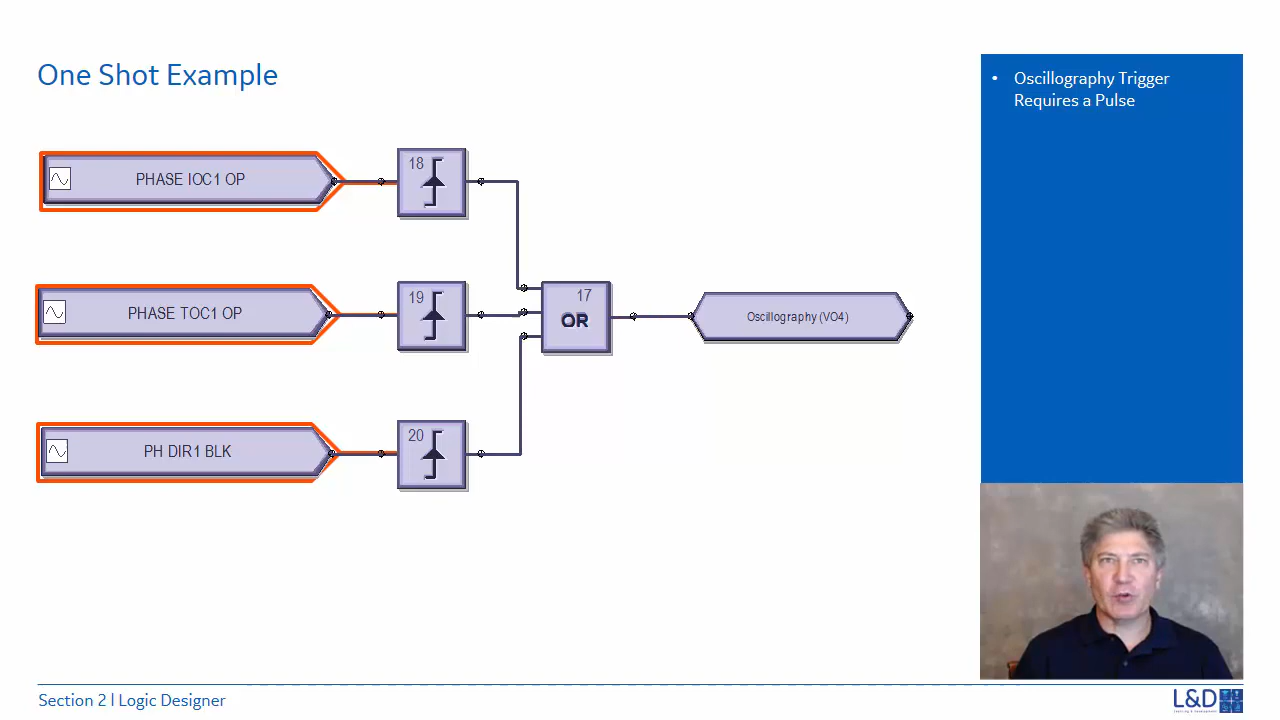 One Shot Example
• Oscillography Trigger
Requires a Pulse
PHASE IOC1 OP
18
PHASE TOC1 OP
19
17
OR
Oscillography (VO4)
PH DIR1 BLK
20
Section 2 l Logic Designer
L&D